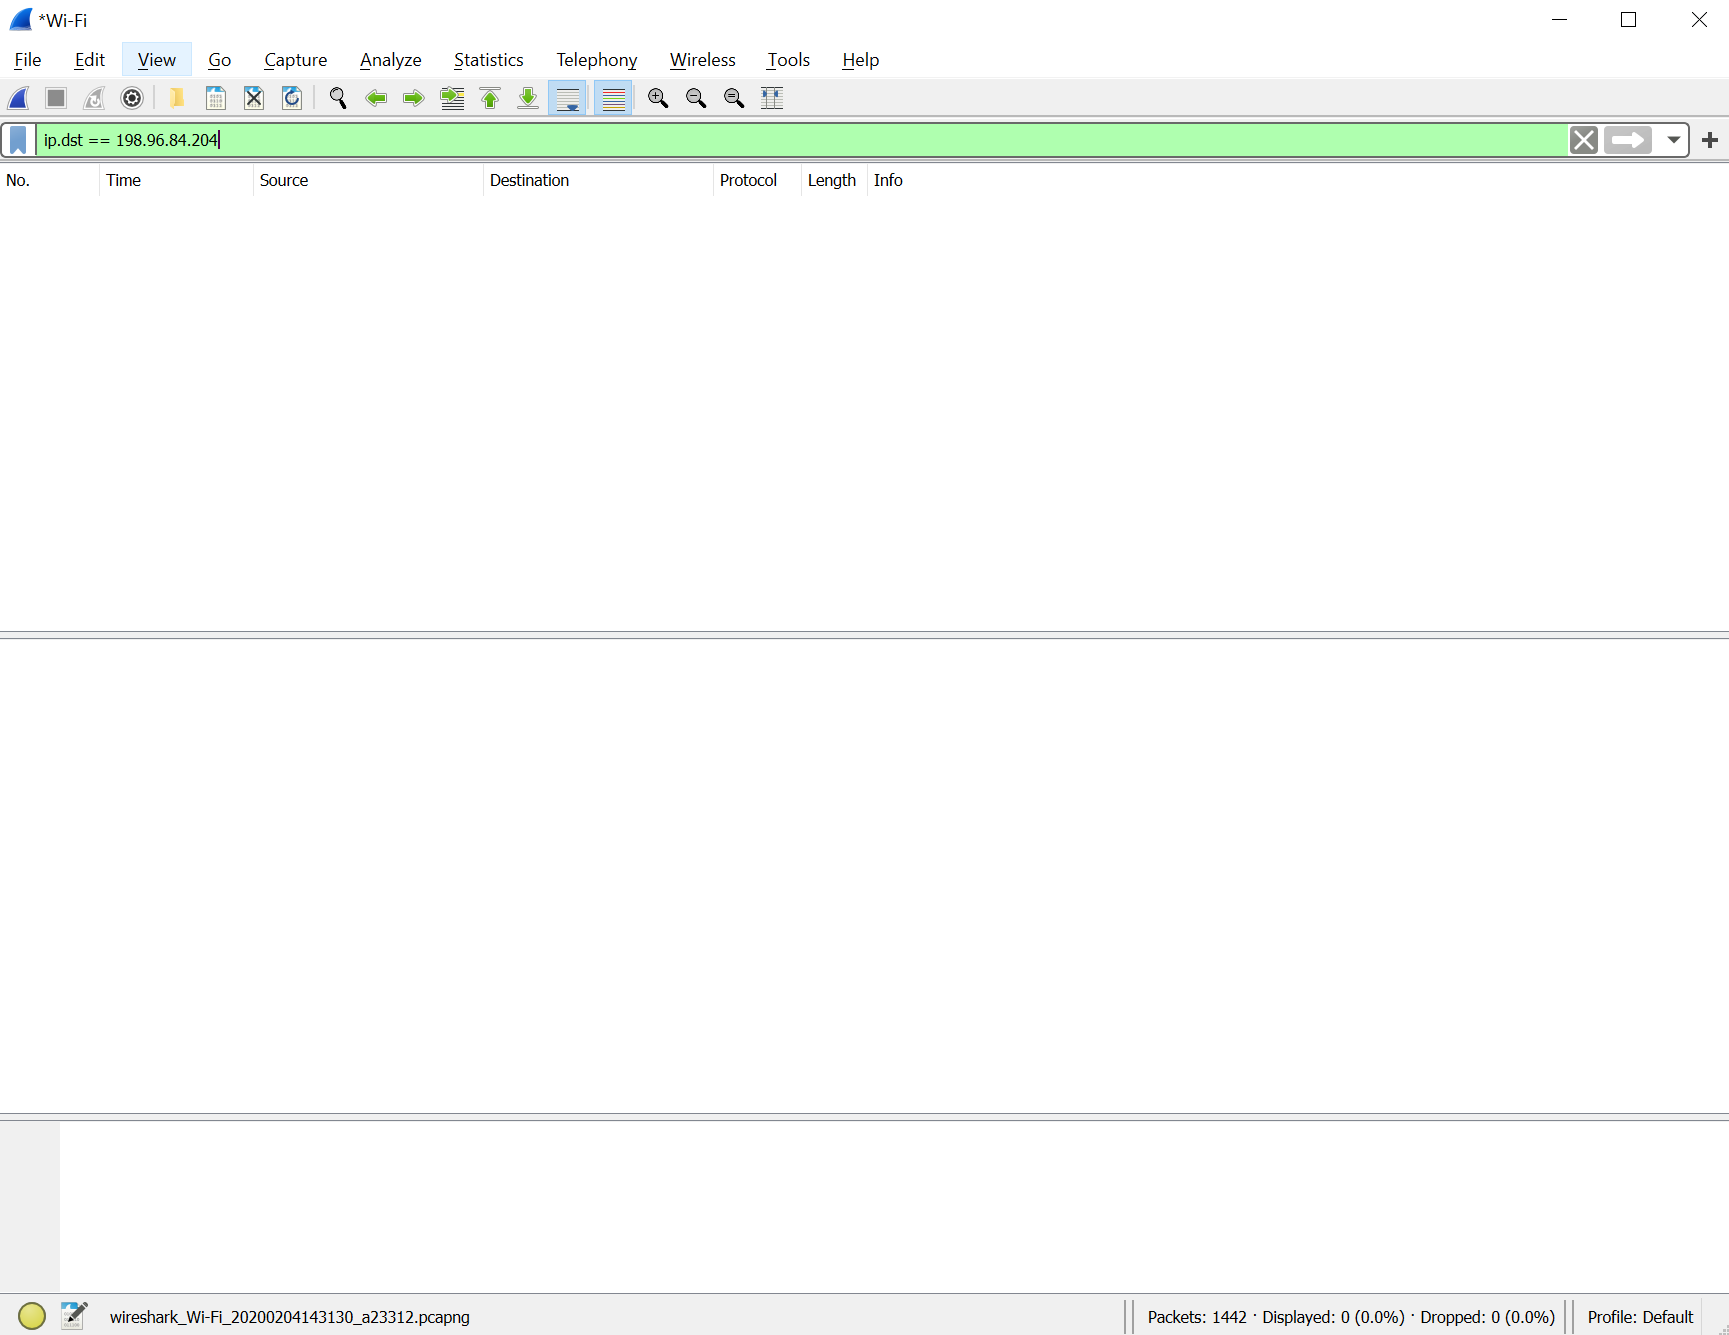 *Wi-Fi
File Edit View Go Capture Analyze Statistics Telephony Wireless Tools Help
ip.dst == 198.96.84.204
No. Time Source Destination Protocol Length Info
wireshark_Wi-Fi_20200204143130_a23312.pcapng Packets: 1442 · Displayed: 0 (0.0%) · Dropped: 0 (0.0%) Profile: Default